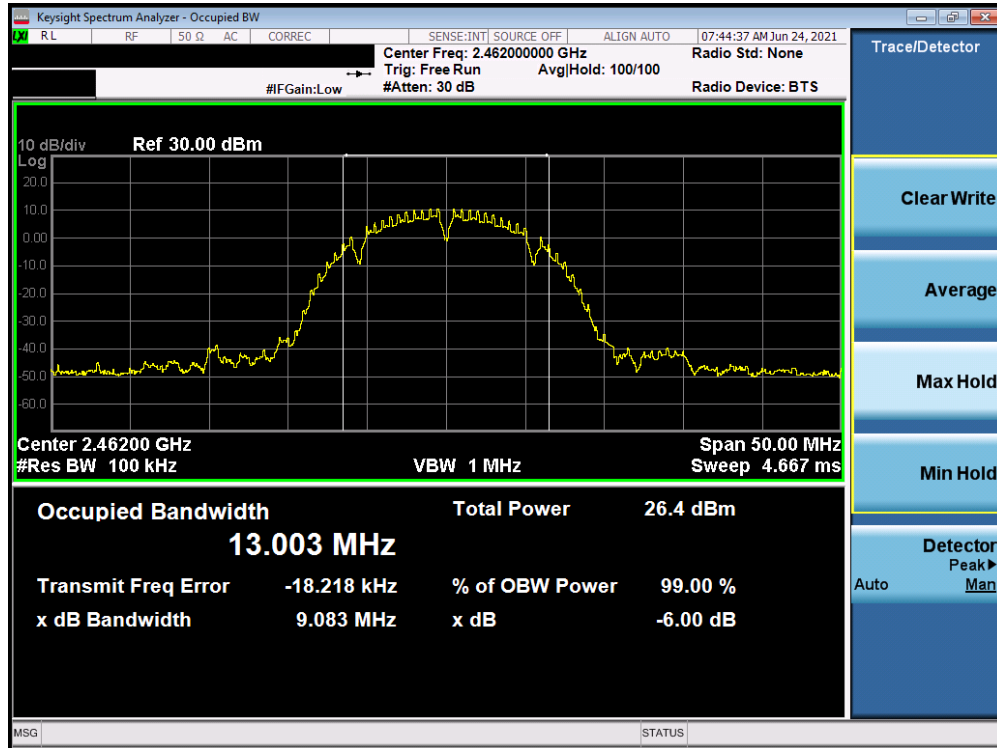 Keysight Spectrum Analyzer - Occupied BW
LXI RL RF 50 Ω AC CORREC SENSE:INT SOURCE OFF ALIGN AUTO 07:44:37 AM Jun 24, 2021
Center Freq: 2.462000000 GHz Radio Std: None
Trig: Free Run Avg|Hold: 100/100
#IFGain:Low #Atten: 30 dB Radio Device: BTS
10 dB/div Ref 30.00 dBm
Log
20.0
10.0
0.00
-10.0
-20.0
-30.0
-40.0
-50.0
-60.0
Center 2.46200 GHz Span 50.00 MHz
#Res BW 100 kHz VBW 1 MHz Sweep 4.667 ms
Occupied Bandwidth Total Power 26.4 dBm
13.003 MHz
Transmit Freq Error -18.218 kHz % of OBW Power 99.00 %
x dB Bandwidth 9.083 MHz x dB -6.00 dB
MSG STATUS
Trace/Detector
Clear Write
Average
Max Hold
Min Hold
Detector
Peak▶
Auto Man